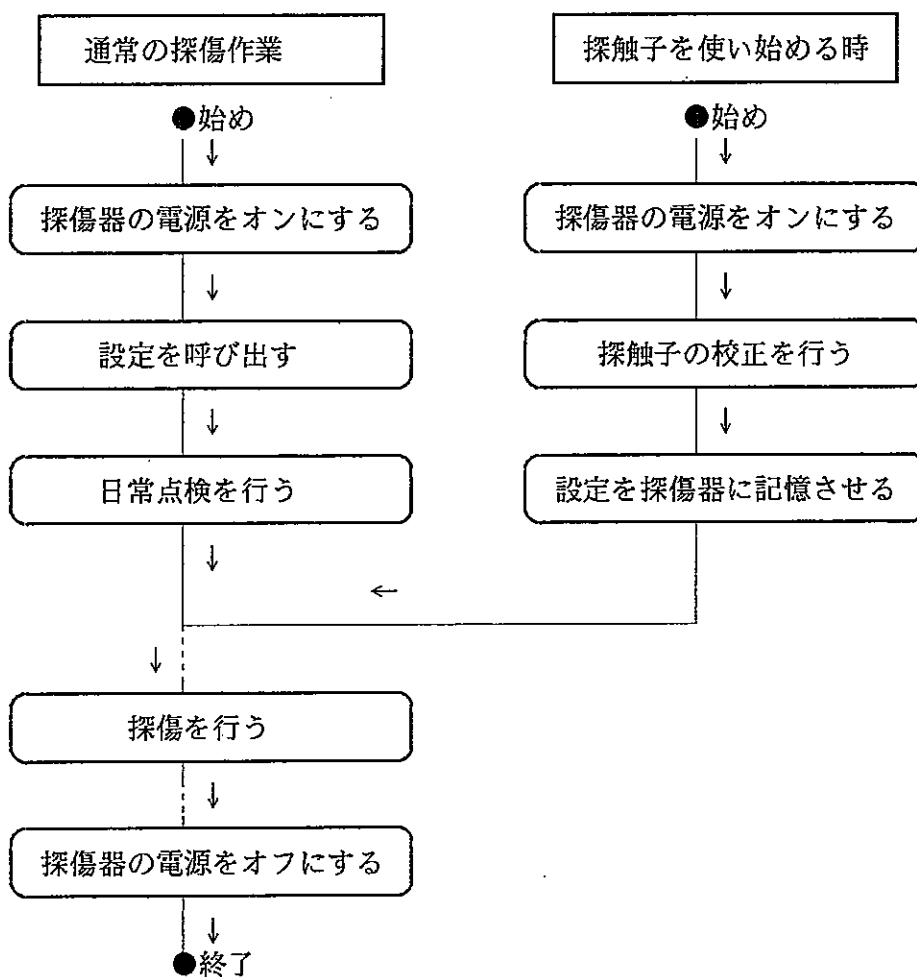 通常の探傷作業
●始め
↓
探傷器の電源をオンにする
↓
設定を呼び出す
↓
日常点検を行う
↓
探触子を使い始める時
●始め
↓
探傷器の電源をオンにする
↓
探触子の校正を行う
↓
設定を探傷器に記憶させる
←
↓
探傷を行う
↓
探傷器の電源をオフにする
↓
●終了